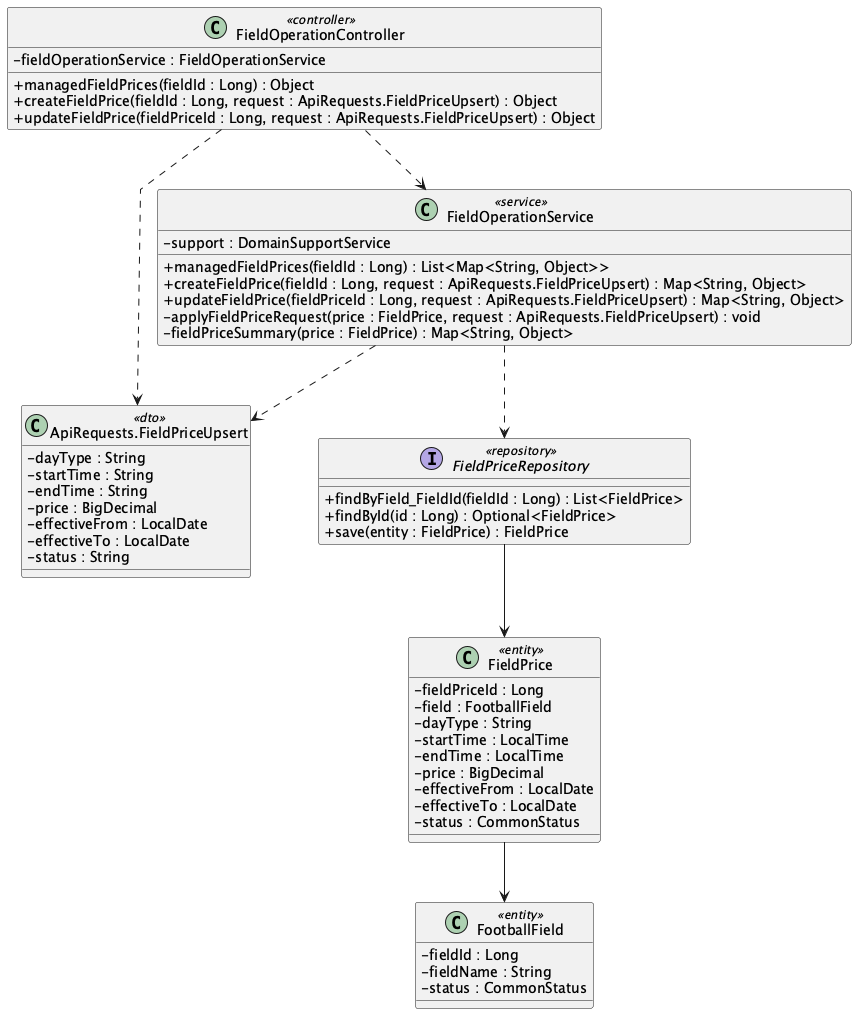 C
«controller»
FieldOperationController
−fieldOperationService : FieldOperationService
+managedFieldPrices(fieldId : Long) : Object
+createFieldPrice(fieldId : Long, request : ApiRequests.FieldPriceUpsert) : Object
+updateFieldPrice(fieldPriceId : Long, request : ApiRequests.FieldPriceUpsert) : Object
C
«service»
FieldOperationService
−support : DomainSupportService
+managedFieldPrices(fieldId : Long) : List<Map<String, Object>>
+createFieldPrice(fieldId : Long, request : ApiRequests.FieldPriceUpsert) : Map<String, Object>
+updateFieldPrice(fieldPriceId : Long, request : ApiRequests.FieldPriceUpsert) : Map<String, Object>
−applyFieldPriceRequest(price : FieldPrice, request : ApiRequests.FieldPriceUpsert) : void
−fieldPriceSummary(price : FieldPrice) : Map<String, Object>
C
«dto»
ApiRequests.FieldPriceUpsert
−dayType : String
−startTime : String
−endTime : String
−price : BigDecimal
−effectiveFrom : LocalDate
−effectiveTo : LocalDate
−status : String
I
«repository»
FieldPriceRepository
+findByField_FieldId(fieldId : Long) : List<FieldPrice>
+findById(id : Long) : Optional<FieldPrice>
+save(entity : FieldPrice) : FieldPrice
C
«entity»
FieldPrice
−fieldPriceId : Long
−field : FootballField
−dayType : String
−startTime : LocalTime
−endTime : LocalTime
−price : BigDecimal
−effectiveFrom : LocalDate
−effectiveTo : LocalDate
−status : CommonStatus
C
«entity»
FootballField
−fieldId : Long
−fieldName : String
−status : CommonStatus